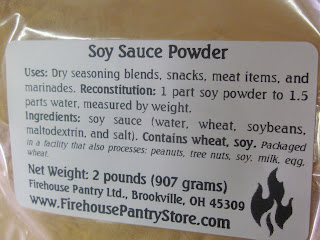 Soy Sauce Powder
Uses: Dry seasoning blends, snacks, meat items, and
marinades. Reconstitution: 1 part soy powder to 1.5
parts water, measured by weight.
Ingredients: soy sauce (water, wheat, soybeans,
maltodextrin, and salt). Contains wheat, soy. Packaged
in a facility that also processes: peanuts, tree nuts, soy, milk, egg,
wheat.
Net Weight: 2 pounds (907 grams)
Firehouse Pantry Ltd., Brookville, OH 45309
www.FirehousePantryStore.com